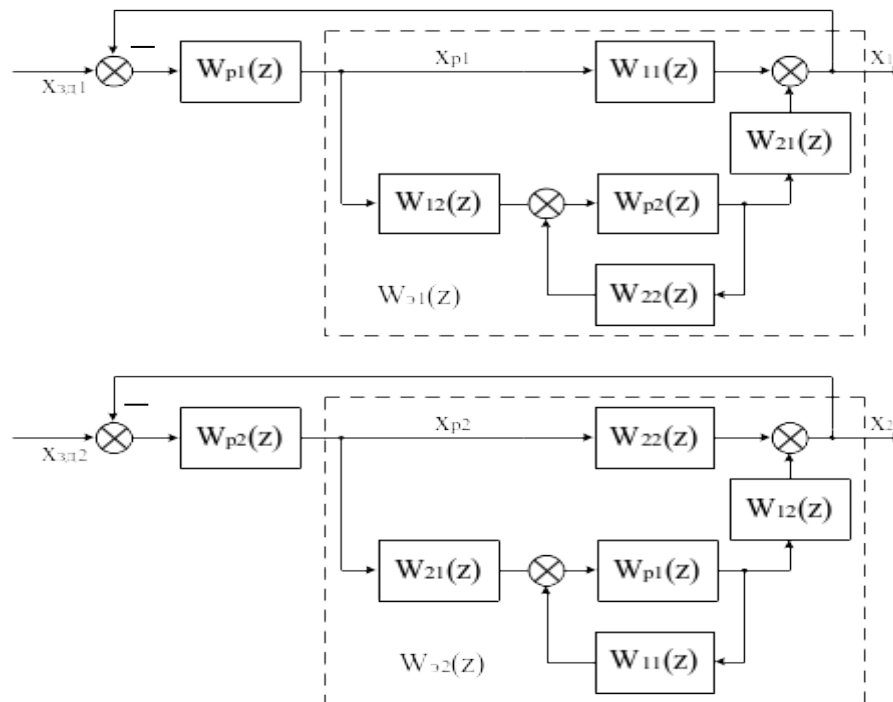 Wp1(z)
xp1
W11(z)
x1
xзд1
W21(z)
W12(z)
Wp2(z)
Wэ1(z)
W22(z)
Wp2(z)
xp2
W22(z)
x2
xзд2
W12(z)
W21(z)
Wp1(z)
Wэ2(z)
W11(z)